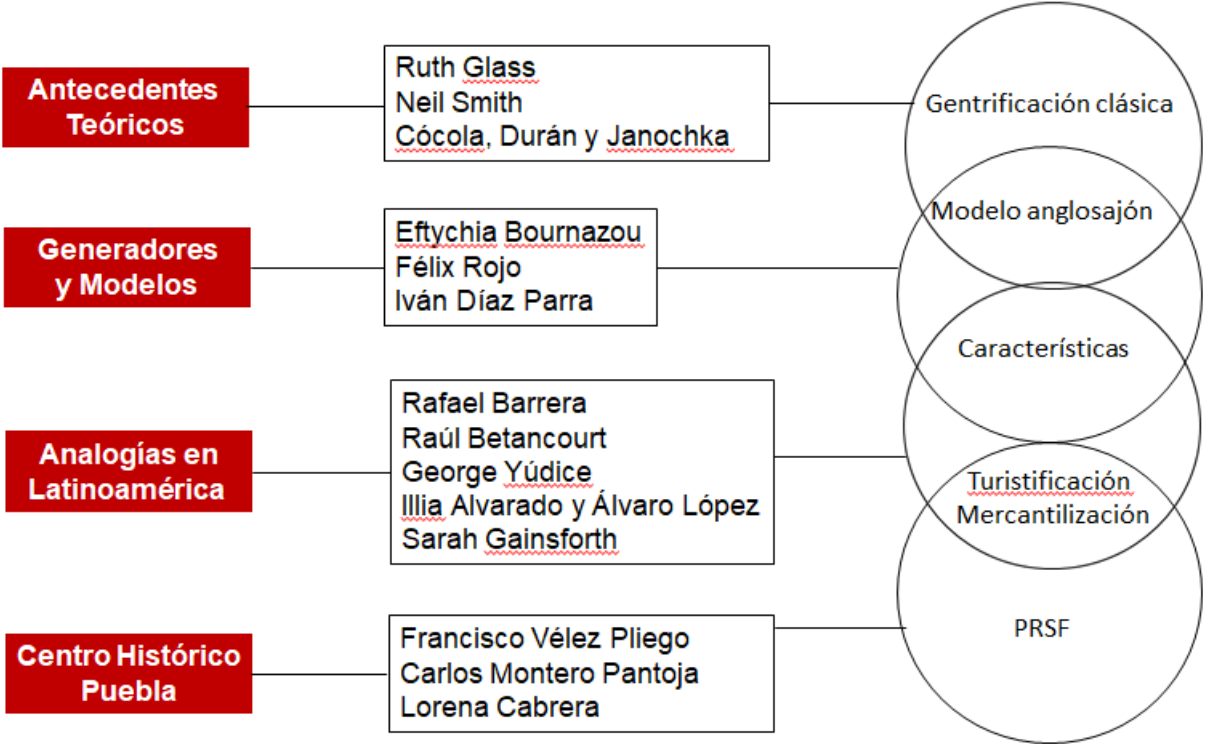 Antecedentes
Teóricos
Ruth Glass
Neil Smith
Cócola, Durán y Janochka
Gentrificación clásica
Modelo anglosajón
Generadores
y Modelos
Eftychia Bournazou
Félix Rojo
Iván Díaz Parra
Características
Analogías en
Latinoamérica
Rafael Barrera
Raúl Betancourt
George Yúdice
Illia Alvarado y Álvaro López
Sarah Gainsforth
Turistificación
Mercantilización
Centro Histórico
Puebla
Francisco Vélez Pliego
Carlos Montero Pantoja
Lorena Cabrera
PRSF